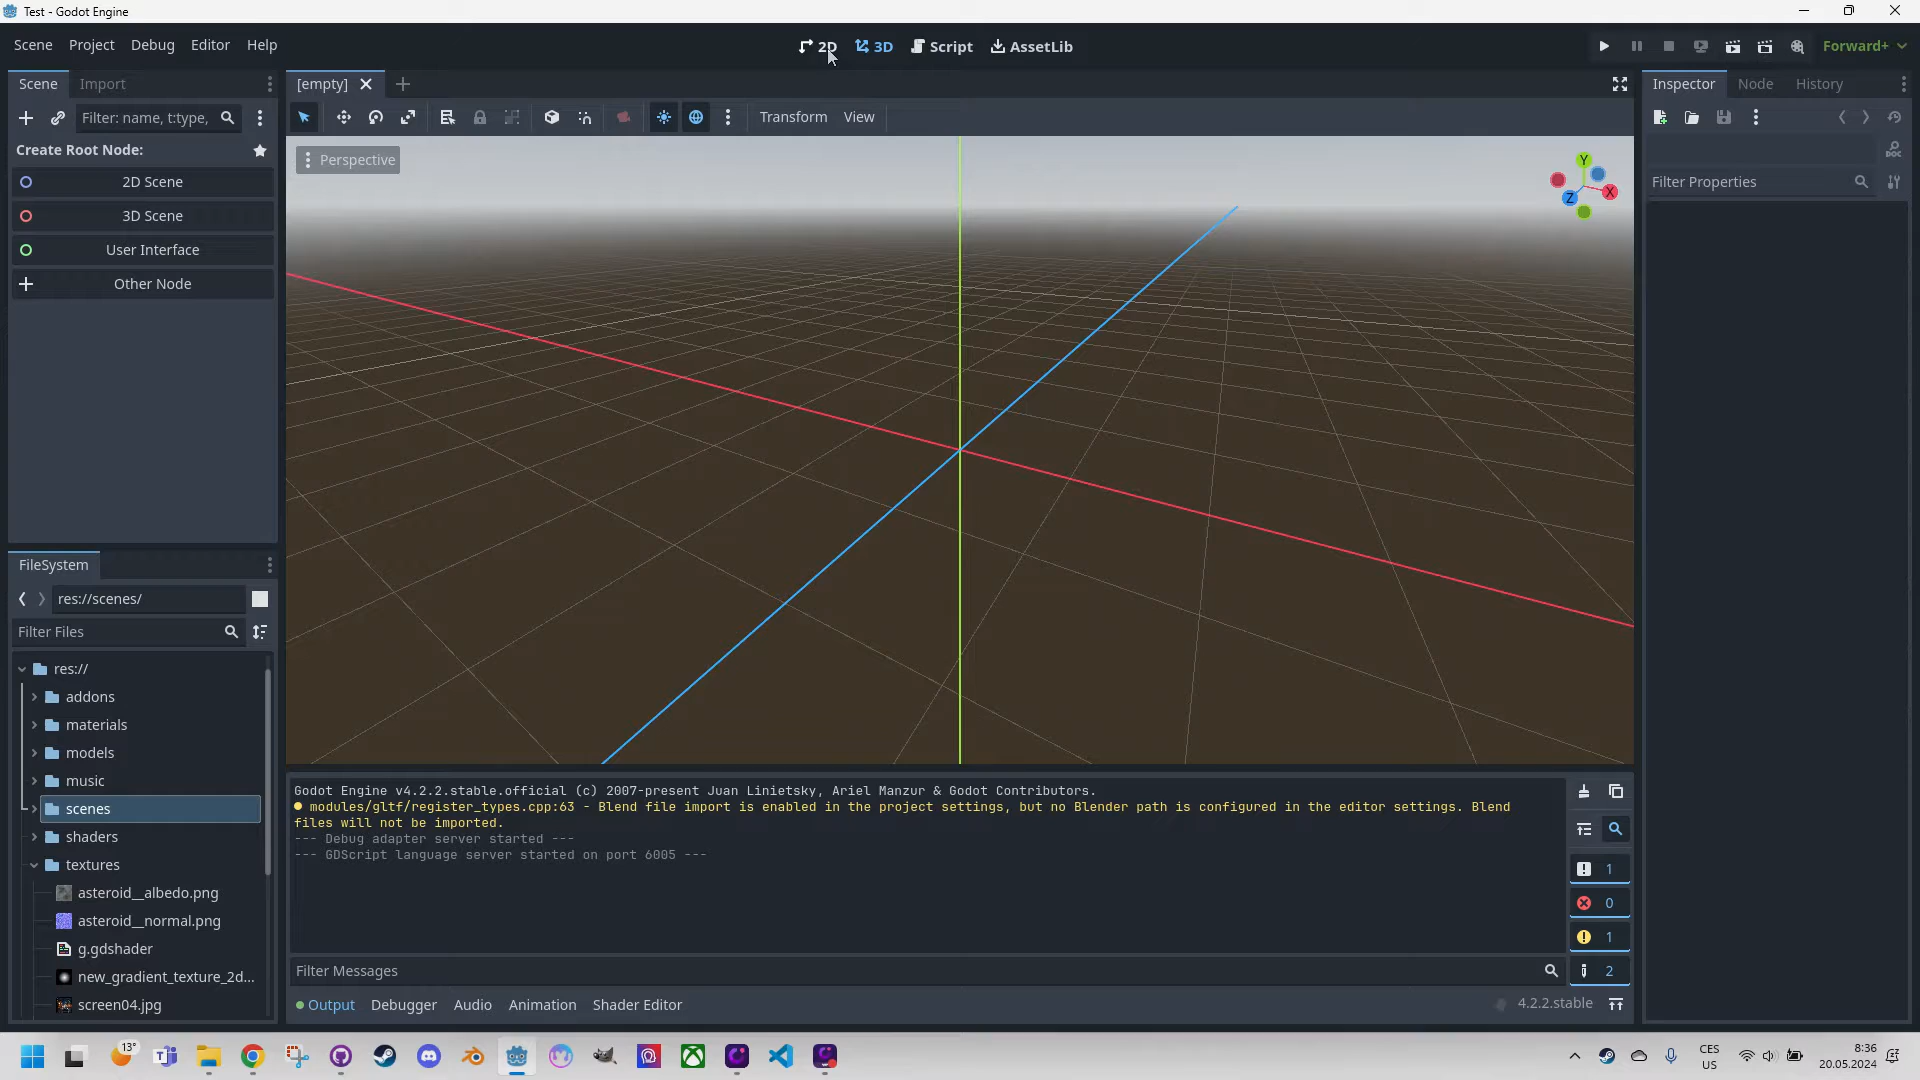 Test - Godot Engine
Scene Project Debug Editor Help
2D 3D Script AssetLib
Forward+
Scene Import
[empty]
Inspector Node History
Filter: name, t:type,
Transform View
Create Root Node:
Perspective
2D Scene
3D Scene
User Interface
Other Node
Y
X
Z
DOC
Filter Properties
FileSystem
res://scenes/
Filter Files
res://
addons
materials
models
music
scenes
shaders
textures
asteroid__albedo.png
asteroid__normal.png
g.gdshader
new_gradient_texture_2d...
screen04.jpg
Godot Engine v4.2.2.stable.official (c) 2007-present Juan Linietsky, Ariel Manzur & Godot Contributors.
modules/gltf/register_types.cpp:63 - Blend file import is enabled in the project settings, but no Blender path is configured in the editor settings. Blend
files will not be imported.
--- Debug adapter server started ---
--- GDScript language server started on port 6005 ---
1
0
1
2
Filter Messages
Output Debugger Audio Animation Shader Editor
4.2.2.stable
13°
CES
US
8:36
20.05.2024